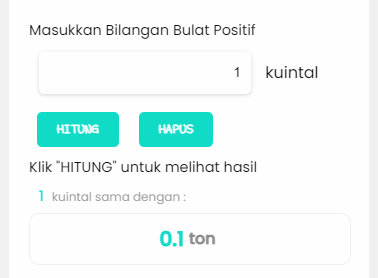 Masukkan Bilangan Bulat Positif
1 kuintal
HITUNG HAPUS
Klik "HITUNG" untuk melihat hasil
1 kuintal sama dengan :
0.1 ton